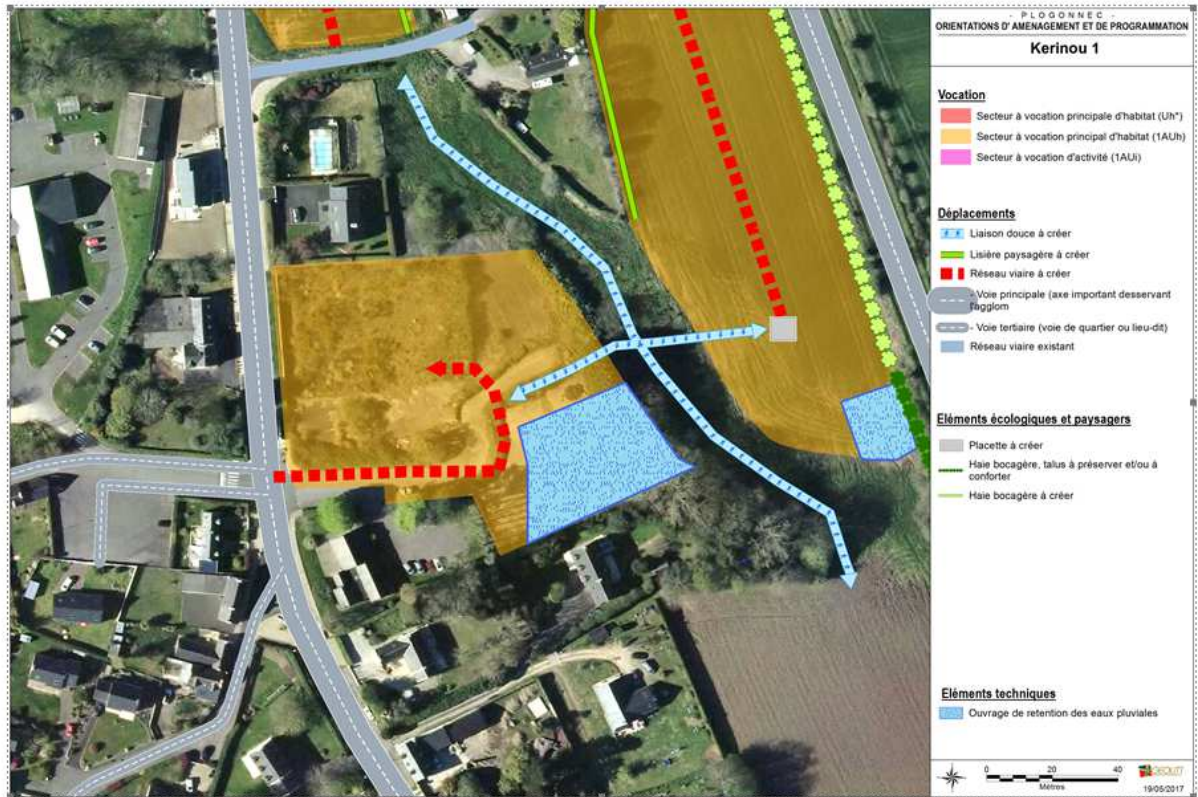 - PLOGONNEC -
ORIENTATIONS D' AMENAGEMENT ET DE PROGRAMMATION
Kerinou 1
Vocation
Secteur à vocation principale d'habitat (Uh*)
Secteur à vocation principal d'habitat (1AUh)
Secteur à vocation d'activité (1AUi)
Déplacements
Liaison douce à créer
Lisière paysagère à créer
Réseau viaire à créer
- Voie principale (axe important desservant
l'agglom
- Voie tertiaire (voie de quartier ou lieu-dit)
Réseau viaire existant
Eléments écologiques et paysagers
Placette à créer
Haie bocagère, talus à préserver et/ou à
conforter
Haie bocagère à créer
Eléments techniques
Ouvrage de retention des eaux pluviales
0 20 40
Mètres
19/05/2017